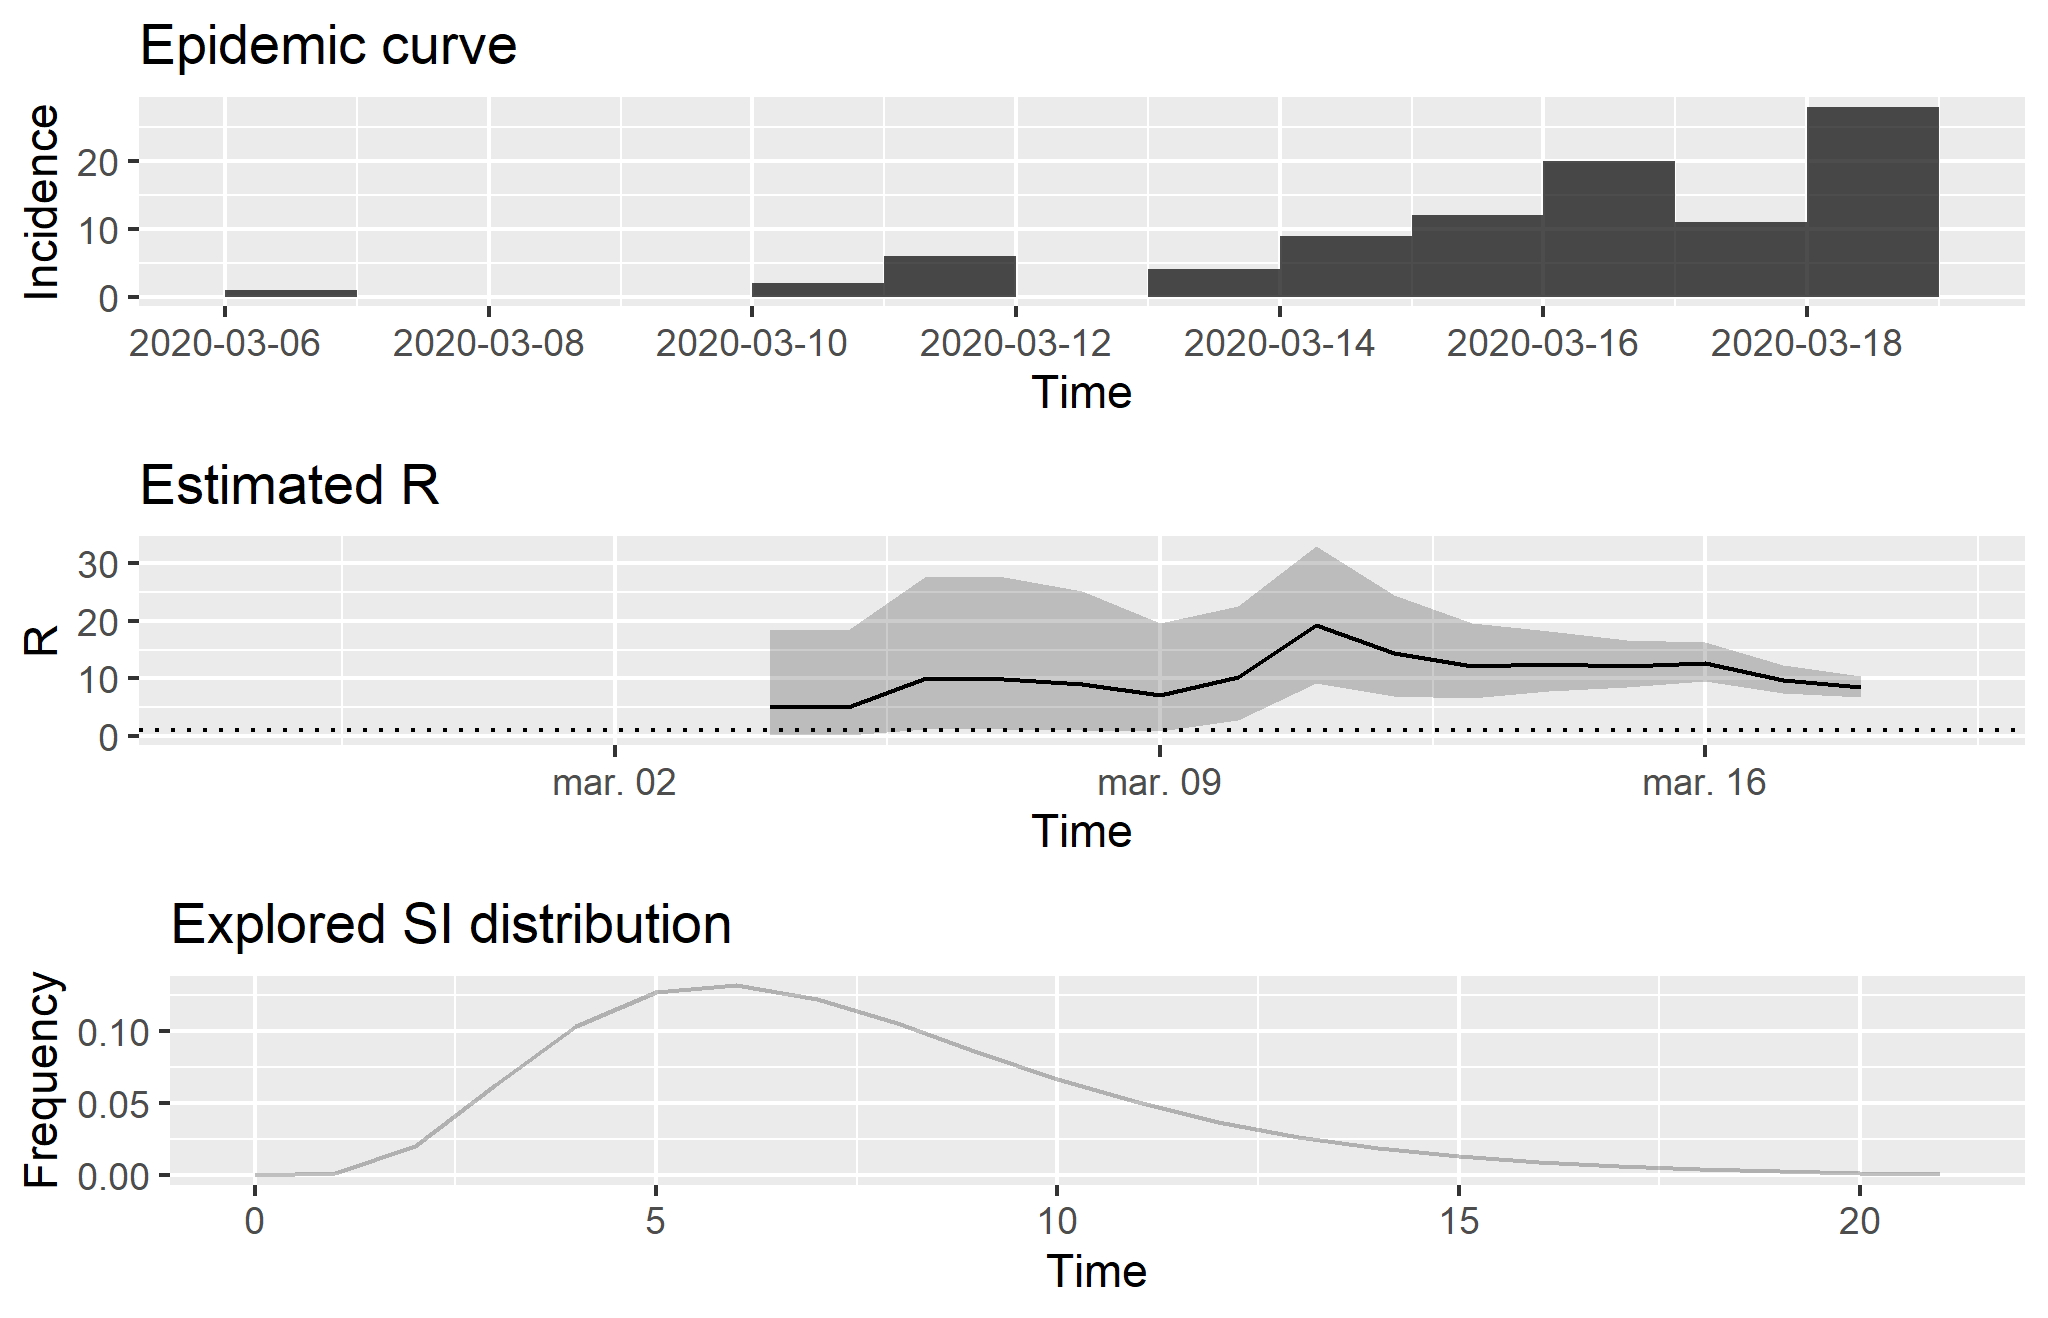 Epidemic curve
Incidence
20
10
0
2020-03-06 2020-03-08 2020-03-10 2020-03-12 2020-03-14 2020-03-16 2020-03-18
Time
Estimated R
R
30
20
10
0
mar. 02 mar. 09 mar. 16
Time
Explored SI distribution
Frequency
0.10
0.05
0.00
0 5 10 15 20
Time